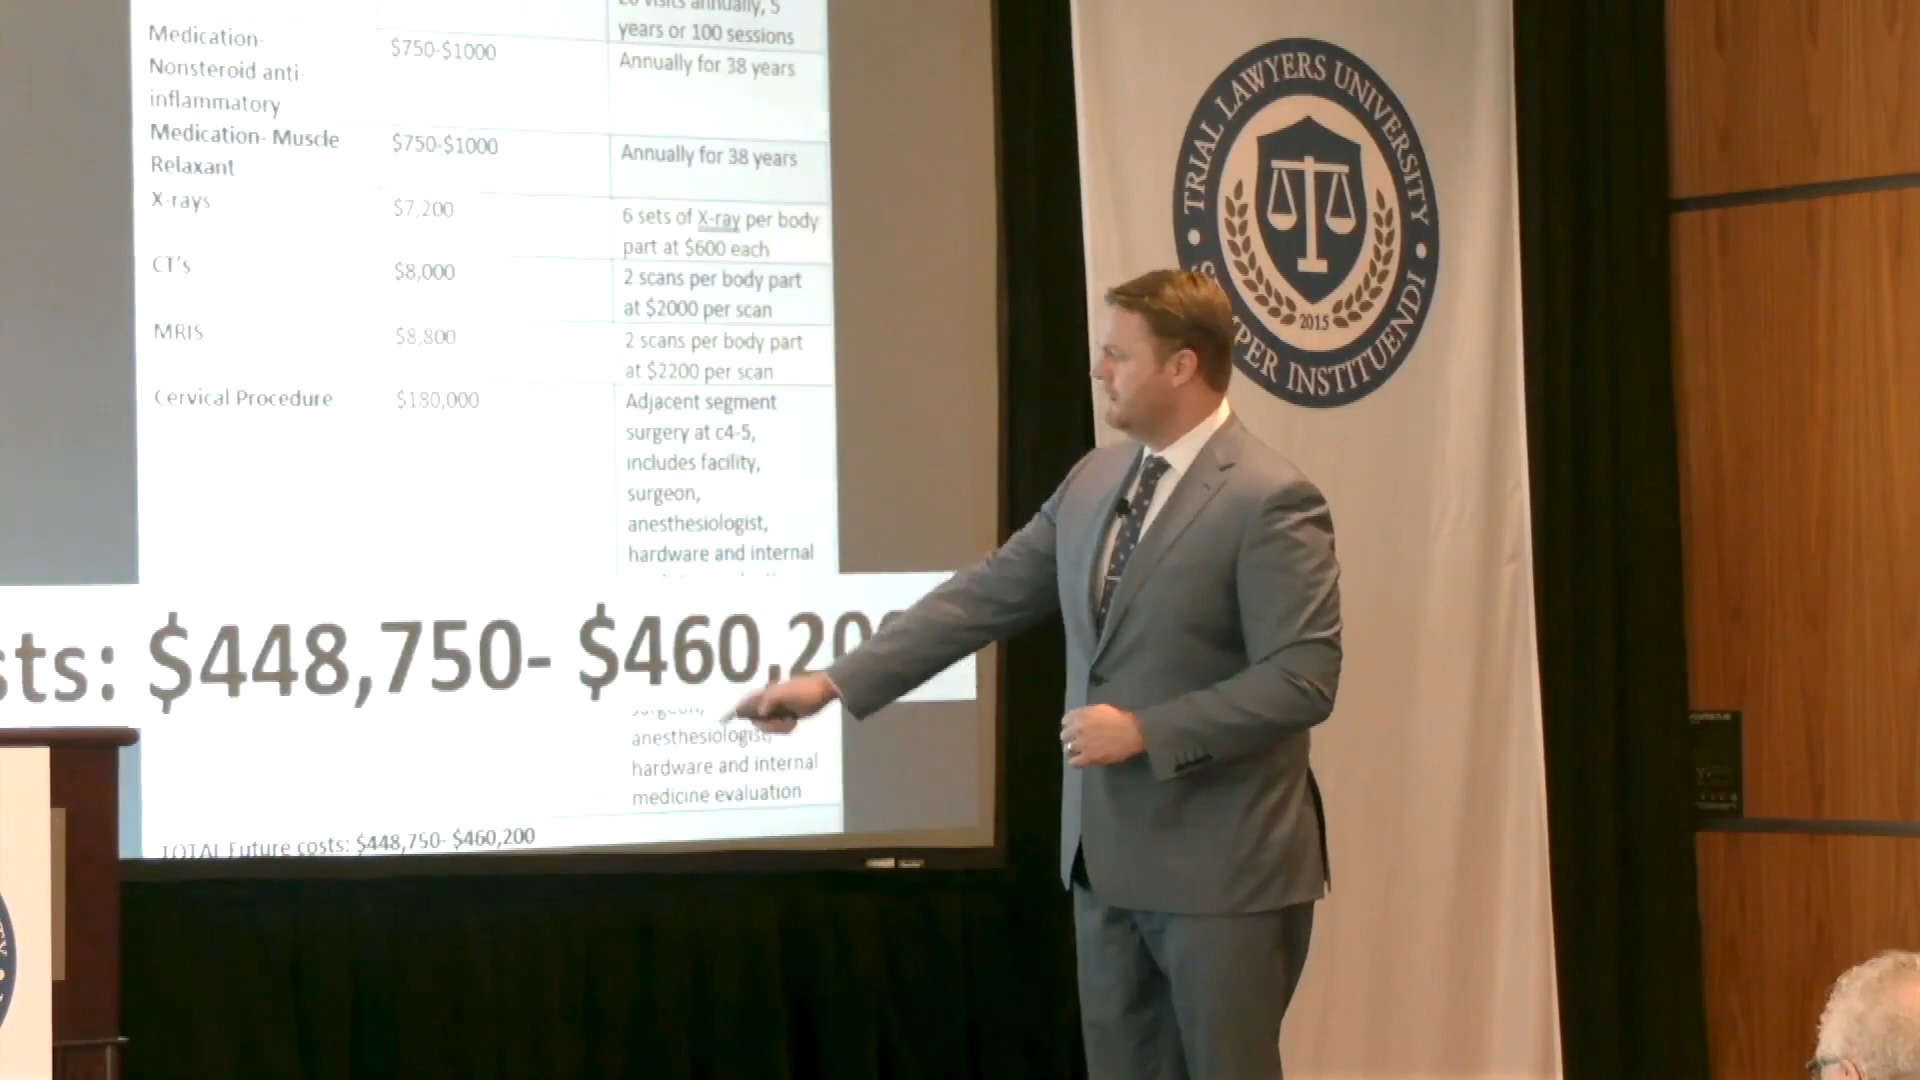 visits annually, 5
years or 100 sessions
Medication-
Nonsteroid anti-
inflammatory
$750-$1000
Annually for 38 years
Medication- Muscle
Relaxant
$750-$1000
Annually for 38 years
X-rays
$7,200
6 sets of X-ray per body
part at $600 each
CT's
$8,000
2 scans per body part
at $2000 per scan
MRIS
$8,800
2 scans per body part
at $2200 per scan
Cervical Procedure
$180,000
Adjacent segment
surgery at c4-5,
includes facility,
surgeon,
anesthesiologist,
hardware and internal
$448,750- $460,20
surgeon,
anesthesiologist,
hardware and internal
medicine evaluation
TOTAL Future costs: $448,750- $460,200
TRIAL LAWYERS UNIVERSITY
2015
PER INSTITUENDI